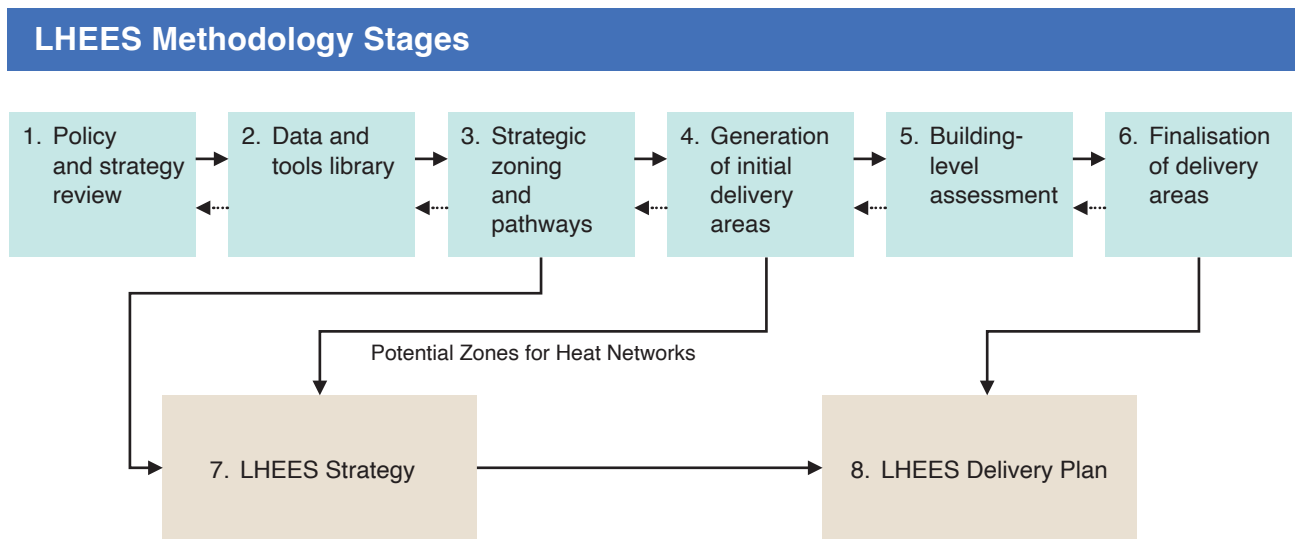 LHEES Methodology Stages
1. Policy
and strategy
review
2. Data and
tools library
3. Strategic
zoning
and
pathways
4. Generation
of initial
delivery
areas
5. Building-
level
assessment
6. Finalisation
of delivery
areas
Potential Zones for Heat Networks
7. LHEES Strategy
8. LHEES Delivery Plan